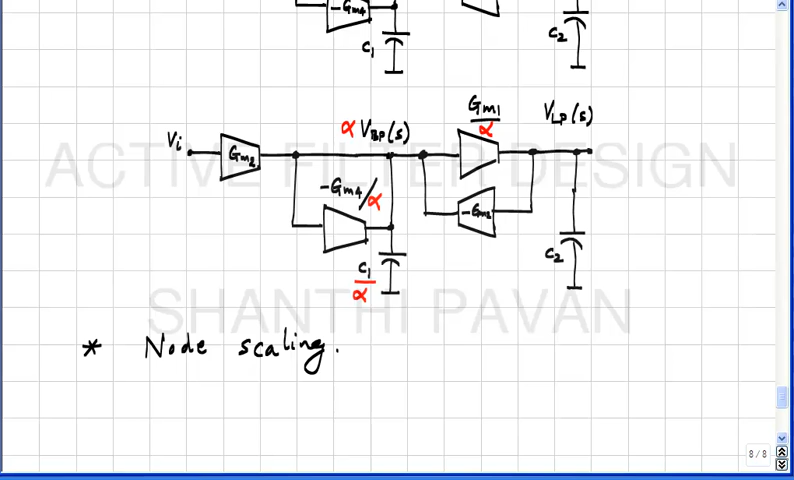 -Gm4
C1
C2
Gm1/α
VLP(s)
α VBP(s)
Vi
Gm2
-Gm4/α
-Gm2
C1/α
C2
ACTIVE FILTER DESIGN
SHANTHI PAVAN
* Node scaling.
8 / 8